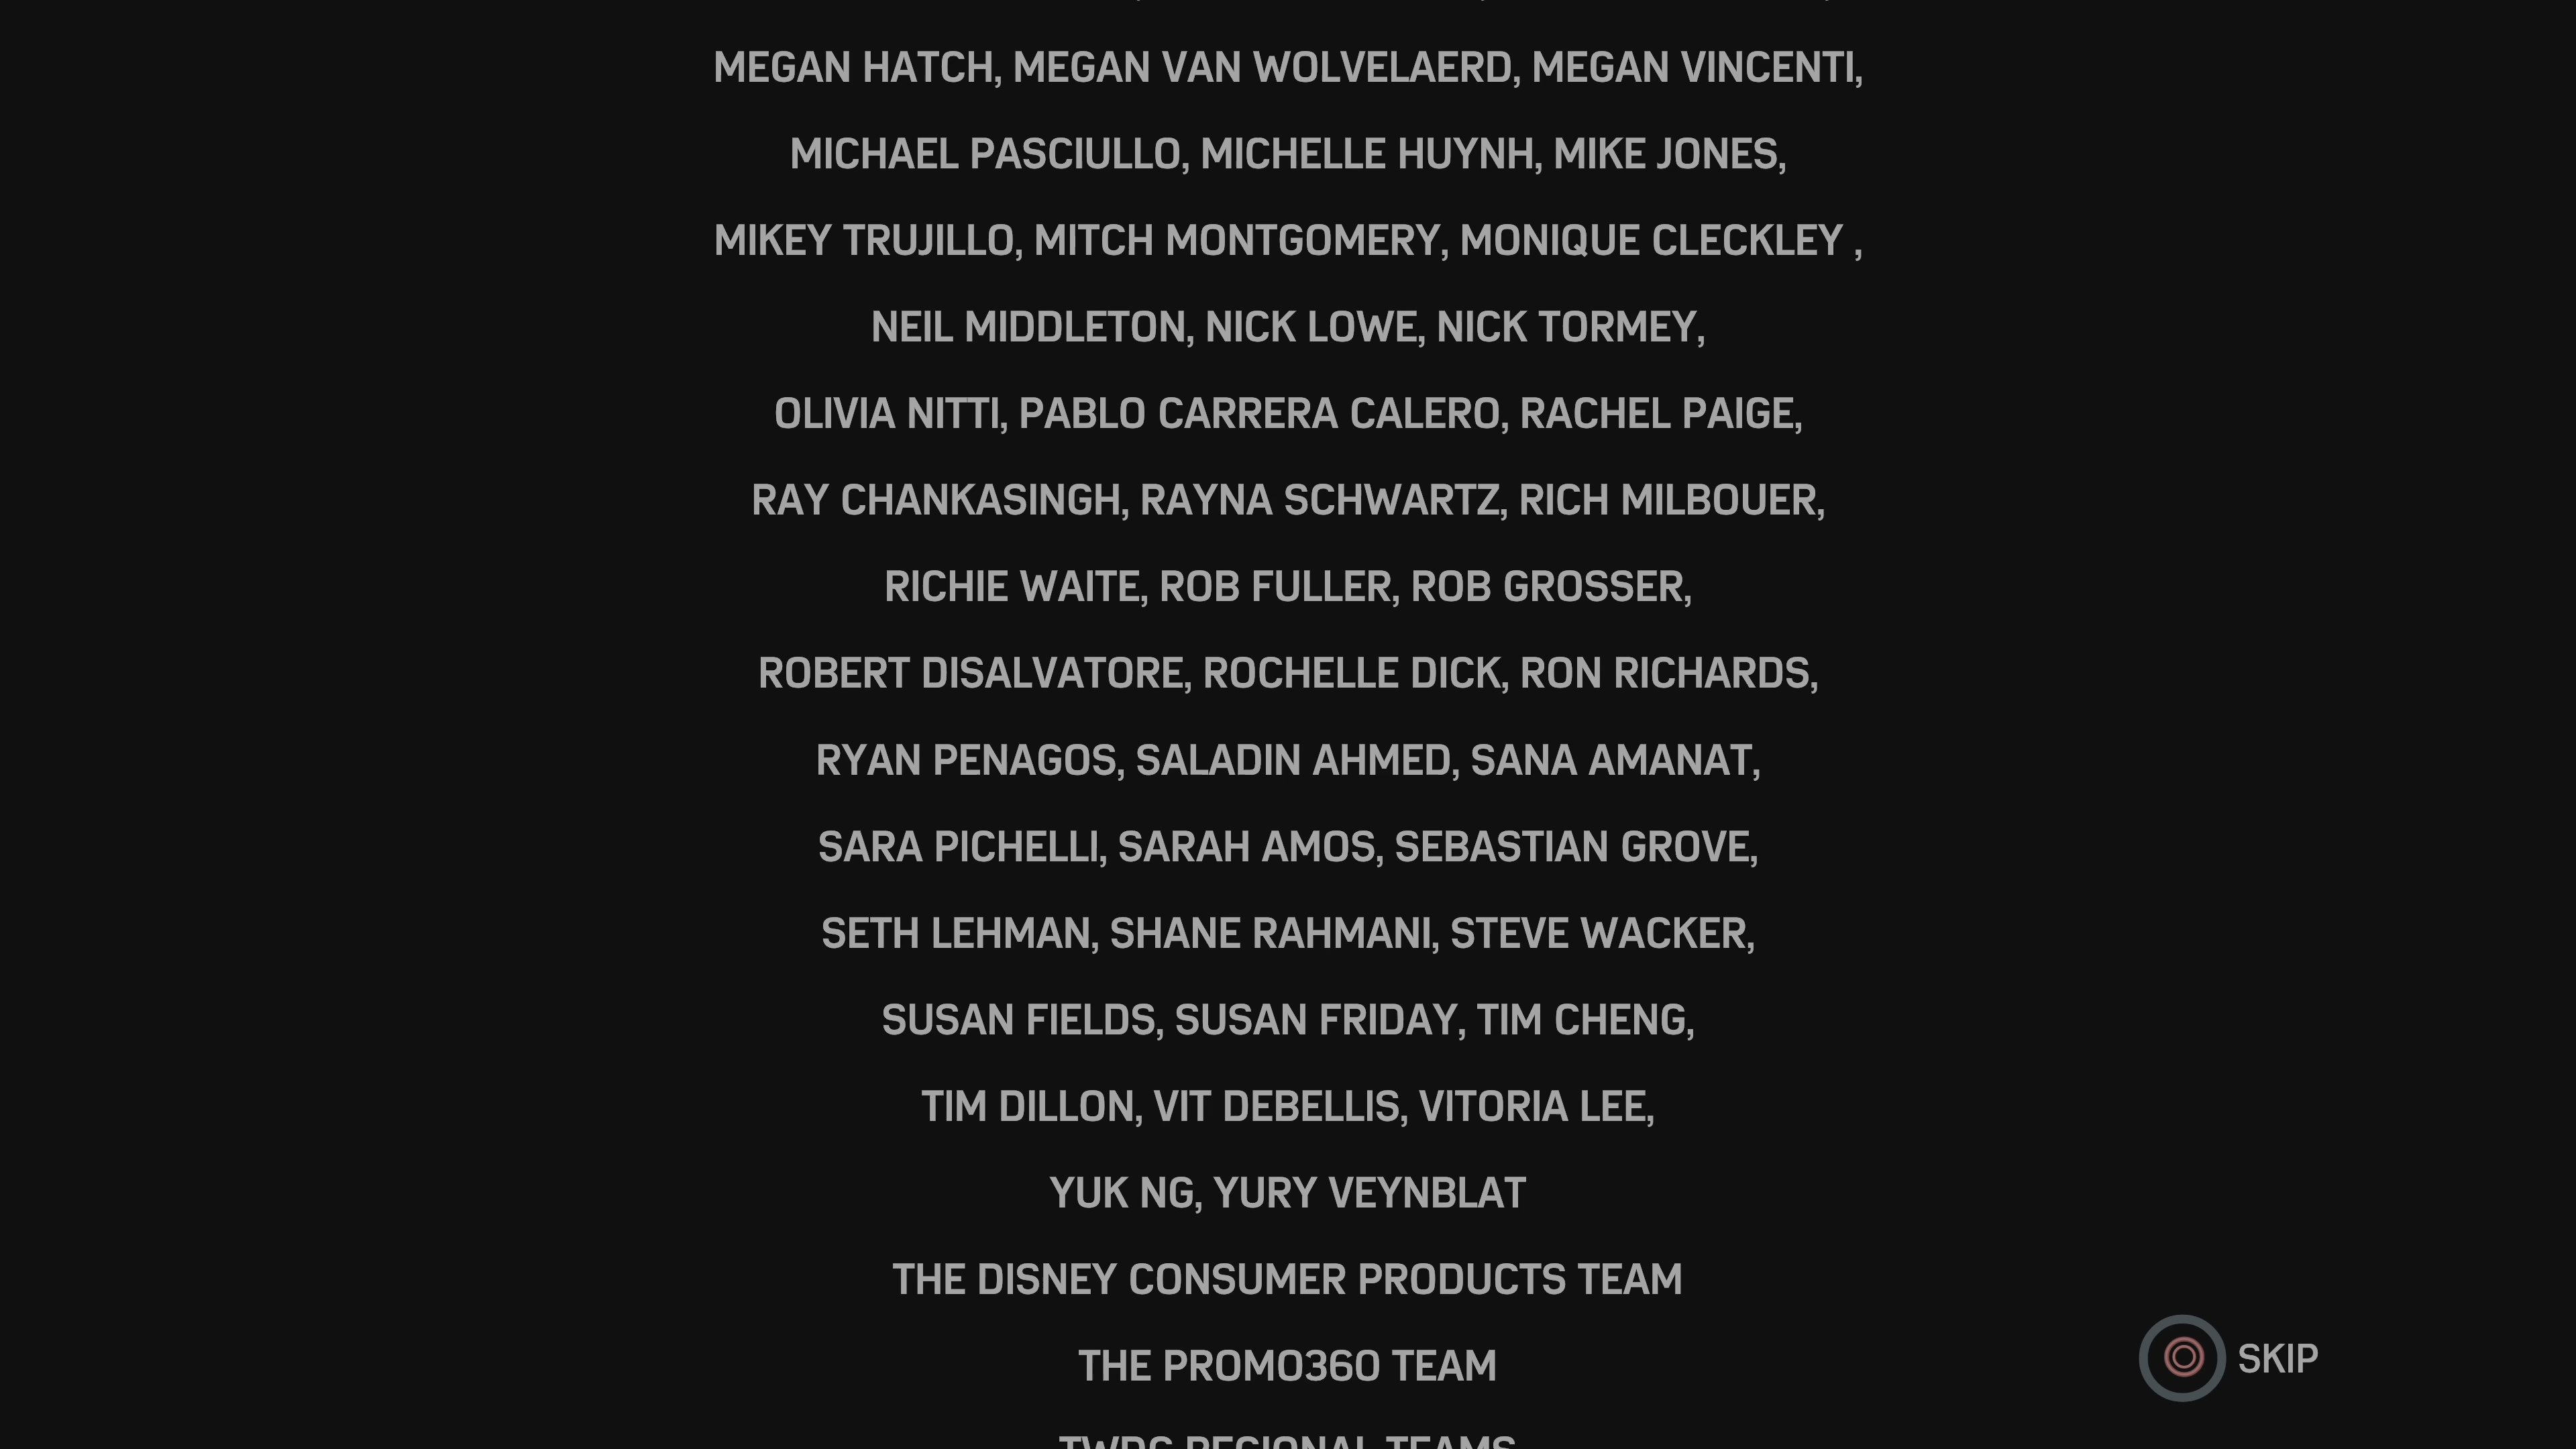 MEGAN HATCH, MEGAN VAN WOLVELAERD, MEGAN VINCENTI,
MICHAEL PASCIULLO, MICHELLE HUYNH, MIKE JONES,
MIKEY TRUJILLO, MITCH MONTGOMERY, MONIQUE CLECKLEY ,
NEIL MIDDLETON, NICK LOWE, NICK TORMEY,
OLIVIA NITTI, PABLO CARRERA CALERO, RACHEL PAIGE,
RAY CHANKASINGH, RAYNA SCHWARTZ, RICH MILBOUER,
RICHIE WAITE, ROB FULLER, ROB GROSSER,
ROBERT DISALVATORE, ROCHELLE DICK, RON RICHARDS,
RYAN PENAGOS, SALADIN AHMED, SANA AMANAT,
SARA PICHELLI, SARAH AMOS, SEBASTIAN GROVE,
SETH LEHMAN, SHANE RAHMANI, STEVE WACKER,
SUSAN FIELDS, SUSAN FRIDAY, TIM CHENG,
TIM DILLON, VIT DEBELLIS, VITORIA LEE,
YUK NG, YURY VEYNBLAT
THE DISNEY CONSUMER PRODUCTS TEAM
THE PROMO360 TEAM
SKIP
REGIONAL TEAMS